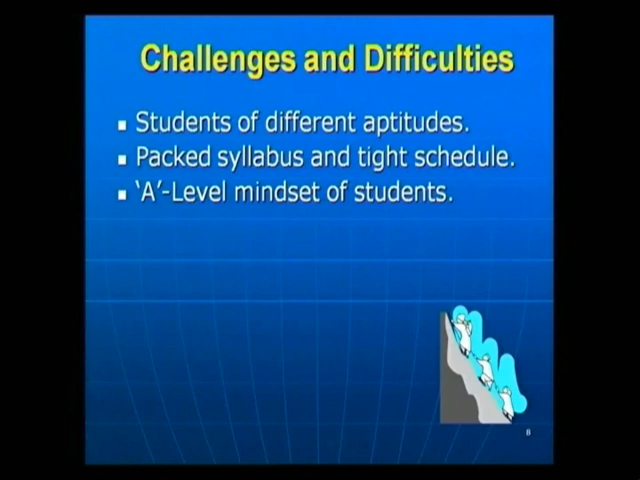 Challenges and Difficulties
Students of different aptitudes.
Packed syllabus and tight schedule.
‘A’-Level mindset of students.
8